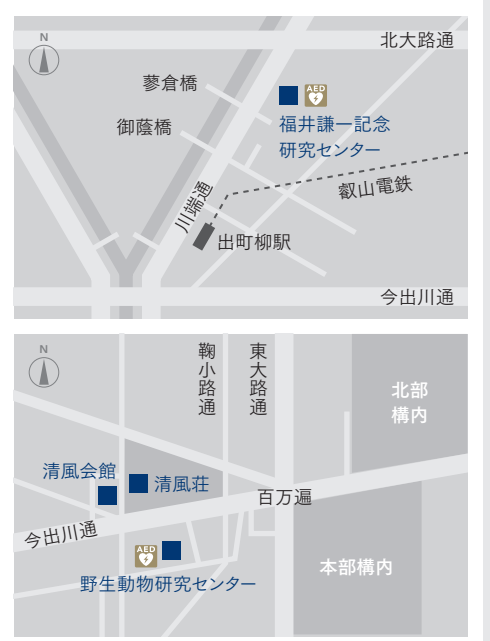 N
北大路通
蓼倉橋
AED
御蔭橋
福井謙一記念
研究センター
叡山電鉄
川端通
出町柳駅
今出川通
N
鞠小路通
東大路通
北部
構内
清風会館
清風荘
百万遍
今出川通
AED
本部構内
野生動物研究センター